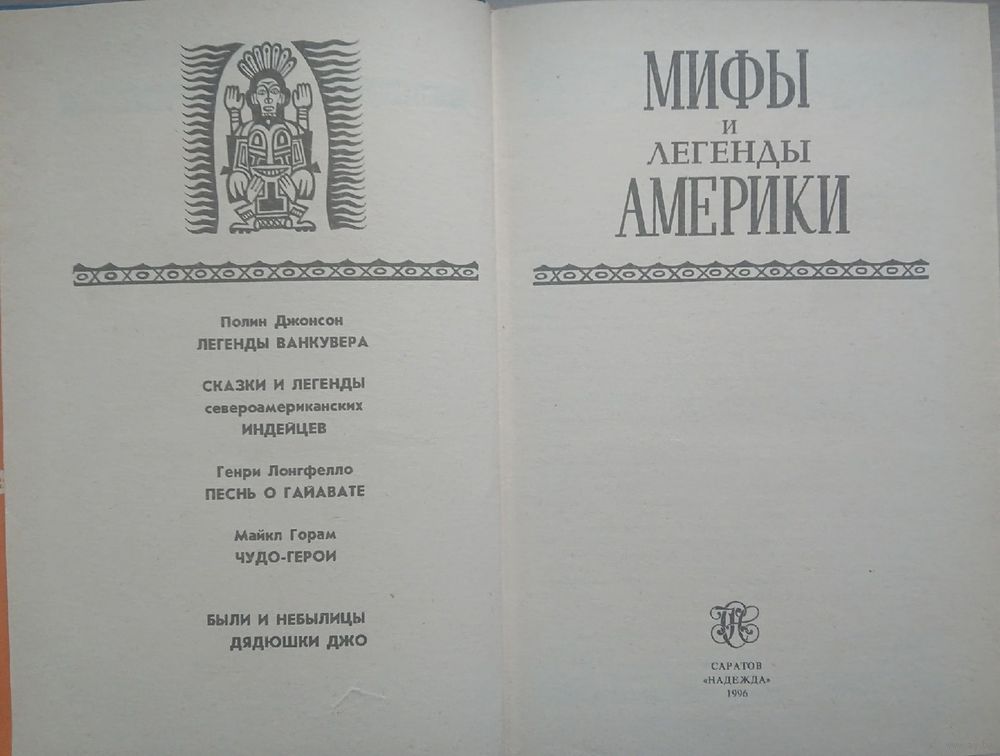 Полин Джонсон
ЛЕГЕНДЫ ВАНКУВЕРА
СКАЗКИ И ЛЕГЕНДЫ
североамериканских
ИНДЕЙЦЕВ
Генри Лонгфелло
ПЕСНЬ О ГАЙАВАТЕ
Майкл Горам
ЧУДО-ГЕРОИ
БЫЛИ И НЕБЫЛИЦЫ
ДЯДЮШКИ ДЖО
МИФЫ
И
ЛЕГЕНДЫ
АМЕРИКИ
САРАТОВ
«НАДЕЖДА»
1996